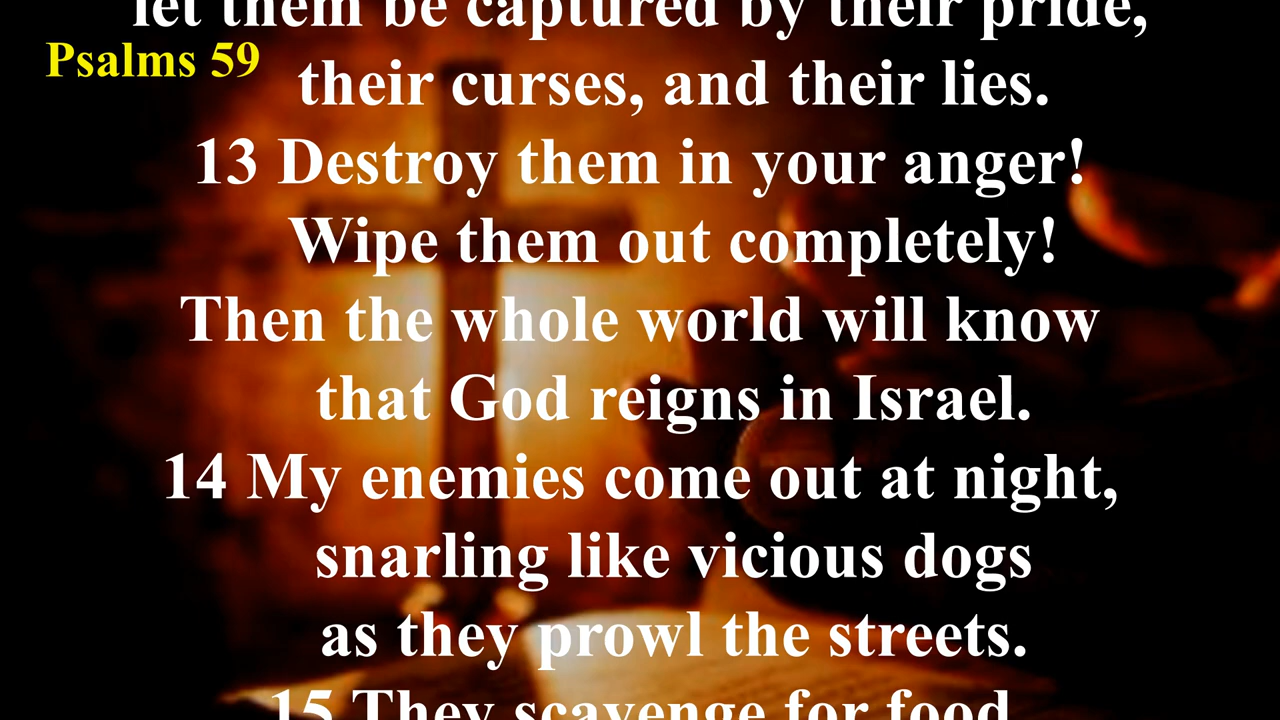 let them be captured by their pride,
Psalms 59
their curses, and their lies.
13 Destroy them in your anger!
Wipe them out completely!
Then the whole world will know
that God reigns in Israel.
14 My enemies come out at night,
snarling like vicious dogs
as they prowl the streets.
15 They scavenge for food